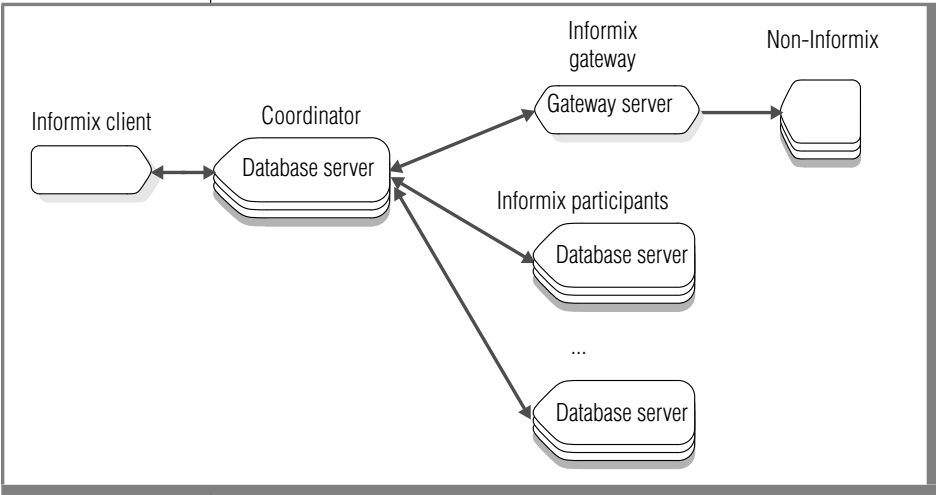 Informix
gateway
Non-Informix
Gateway server
Informix client
Coordinator
Database server
Informix participants
Database server
...
Database server